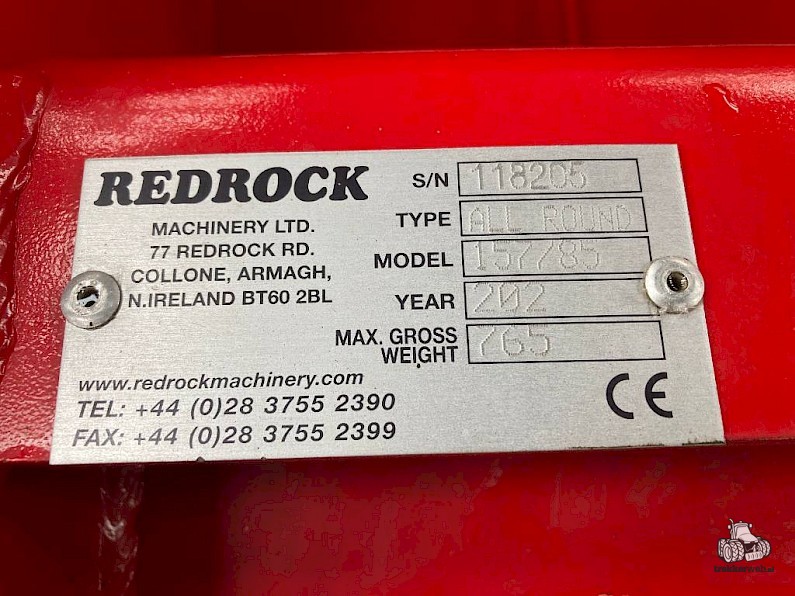 REDROCK
MACHINERY LTD.
77 REDROCK RD.
COLLONE, ARMAGH,
N.IRELAND BT60 2BL
S/N 118205
TYPE ALL ROUND
MODEL 157/785
YEAR 202
MAX. GROSS
WEIGHT 765
www.redrockmachinery.com
TEL: +44 (0)28 3755 2390
FAX: +44 (0)28 3755 2399
CE